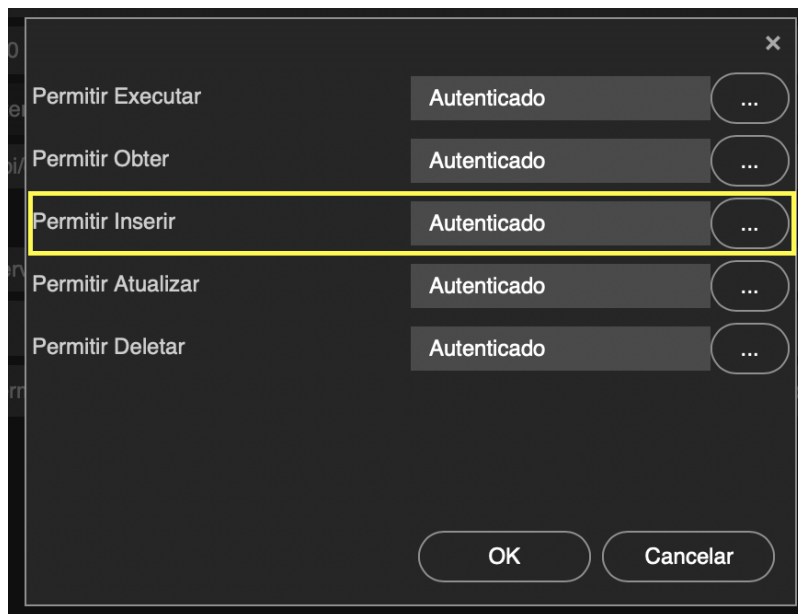 ×
Permitir Executar Autenticado ...
Permitir Obter Autenticado ...
Permitir Inserir Autenticado ...
Permitir Atualizar Autenticado ...
Permitir Deletar Autenticado ...
OK Cancelar